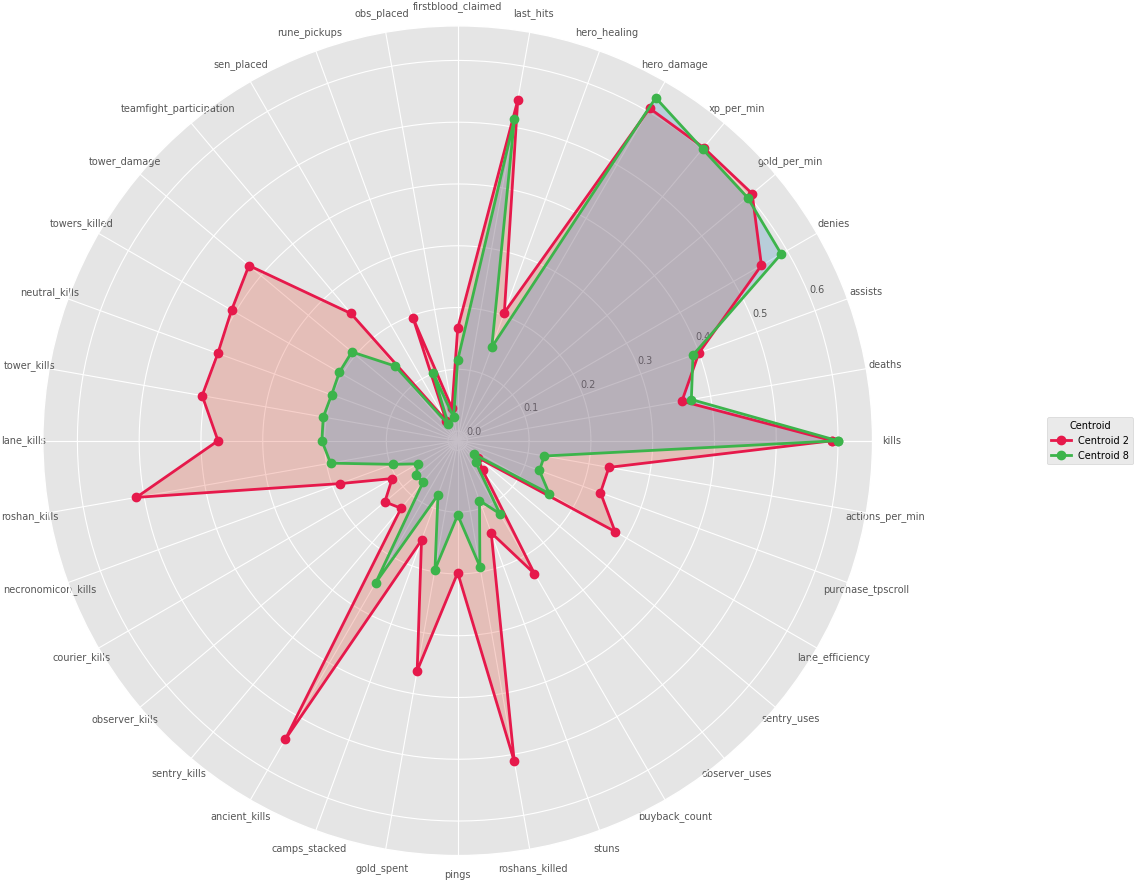 firstblood_claimed
obs_placed
last_hits
rune_pickups
hero_healing
sen_placed
hero_damage
teamfight_participation
xp_per_min
tower_damage
gold_per_min
towers_killed
denies
neutral_kills
assists
0.6
0.5
0.4
0.3
0.2
0.1
0.0
tower_kills
deaths
lane_kills
kills
Centroid
Centroid 2
Centroid 8
roshan_kills
actions_per_min
necronomicon_kills
purchase_tpscroll
courier_kills
lane_efficiency
observer_kills
sentry_uses
sentry_kills
observer_uses
ancient_kills
buyback_count
camps_stacked
stuns
gold_spent
roshans_killed
pings